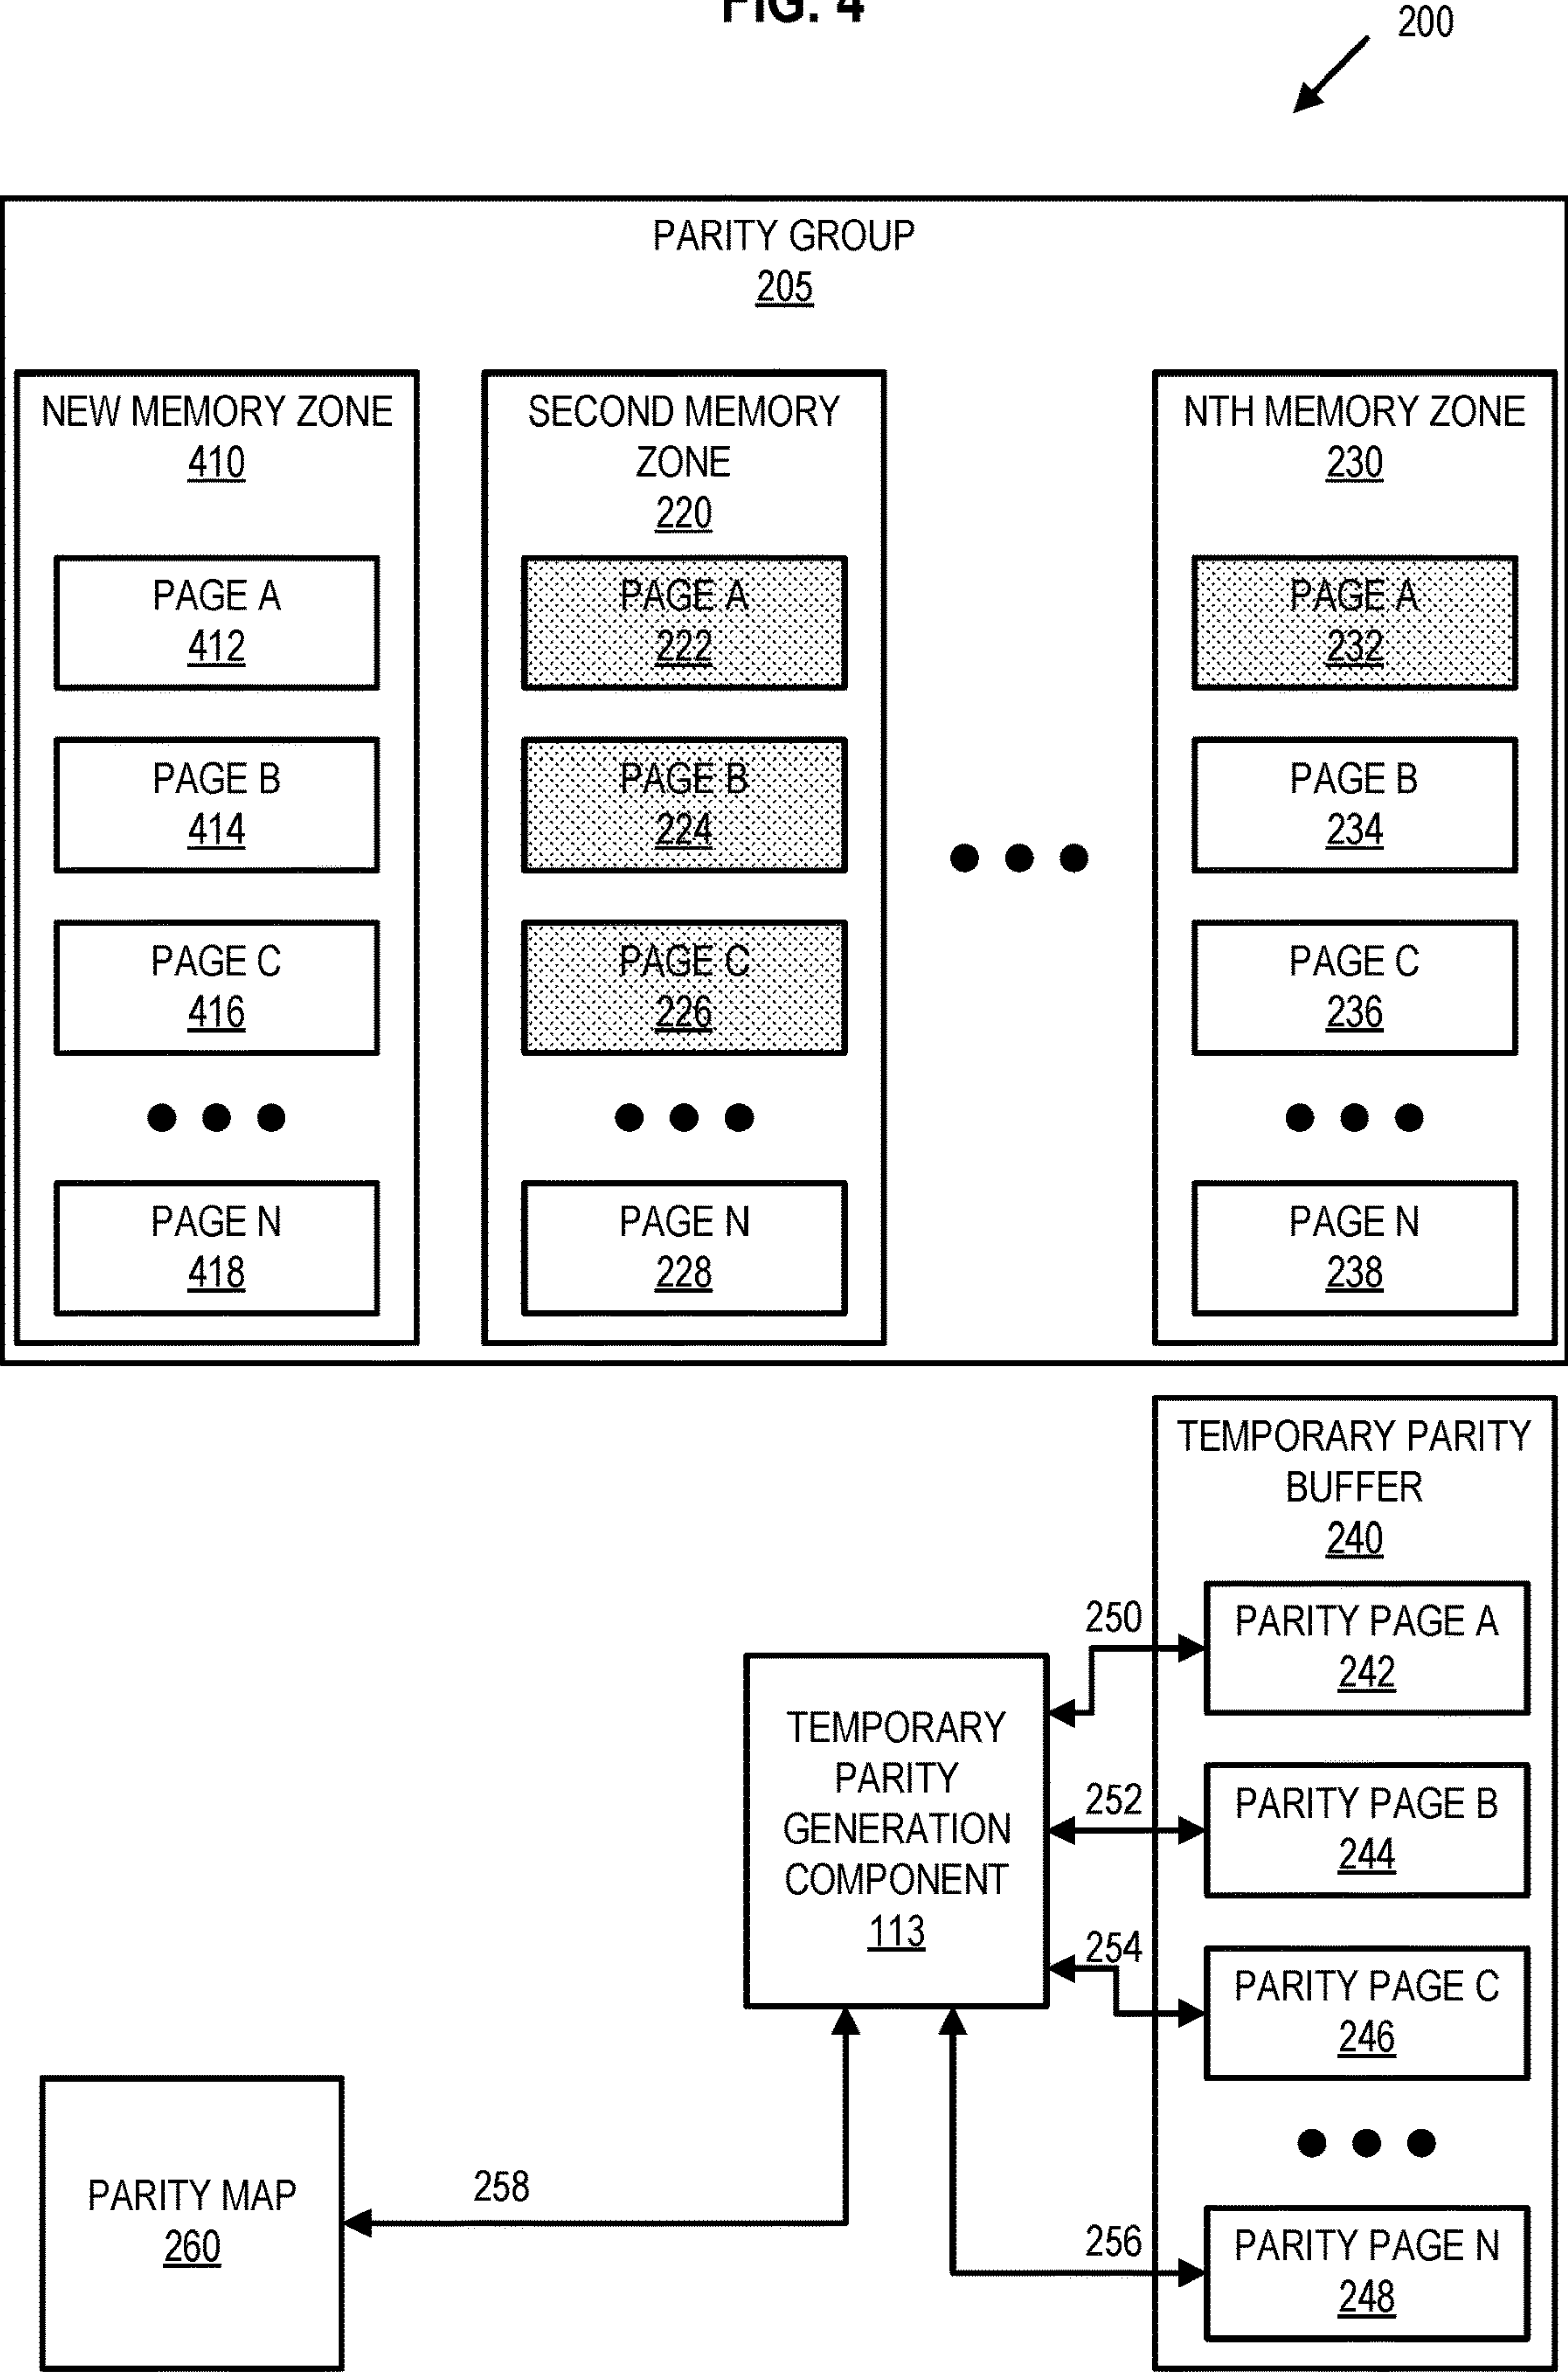 FIG. 4
200
PARITY GROUP
205
NEW MEMORY ZONE
410
PAGE A
412
PAGE B
414
PAGE C
416
PAGE N
418
SECOND MEMORY
ZONE
220
PAGE A
222
PAGE B
224
PAGE C
226
PAGE N
228
NTH MEMORY ZONE
230
PAGE A
232
PAGE B
234
PAGE C
236
PAGE N
238
TEMPORARY PARITY
BUFFER
240
PARITY PAGE A
242
PARITY PAGE B
244
PARITY PAGE C
246
PARITY PAGE N
248
250
252
254
256
TEMPORARY
PARITY
GENERATION
COMPONENT
113
258
PARITY MAP
260